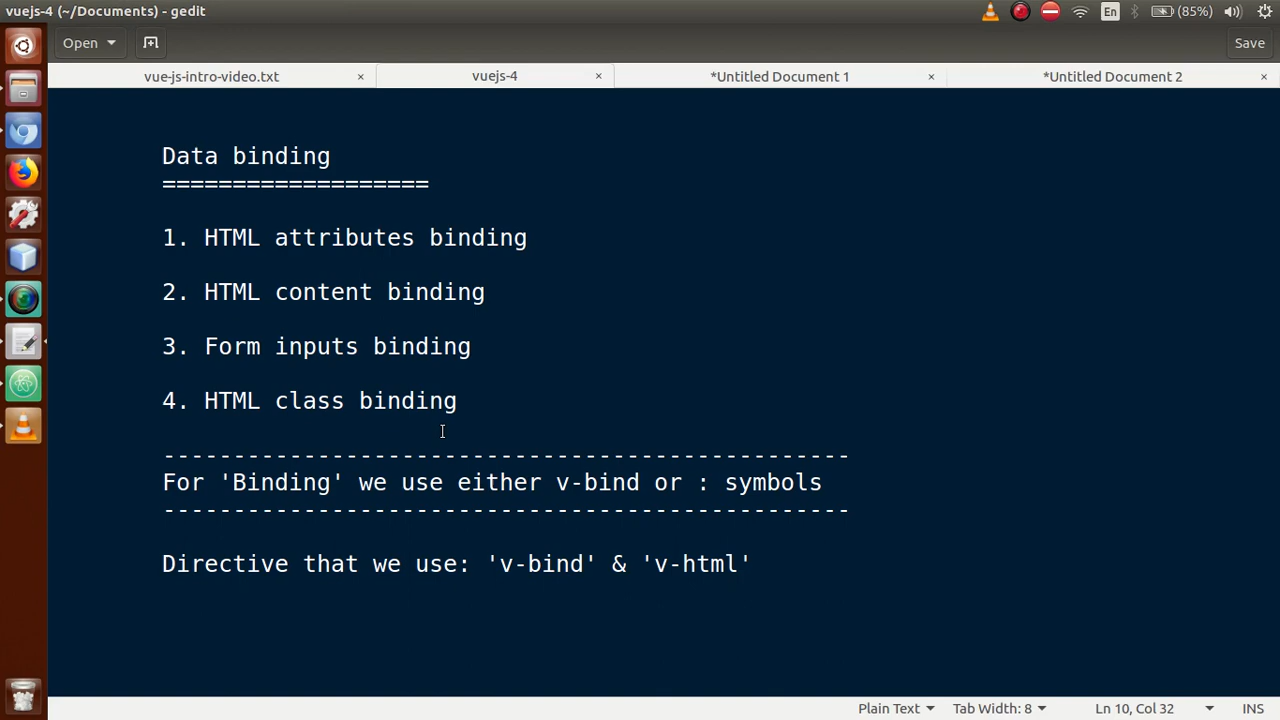 vuejs-4 (~/Documents) - gedit
En
(85%)
Open
Save
vue-js-intro-video.txt ×
vuejs-4 ×
*Untitled Document 1 ×
*Untitled Document 2 ×
Data binding
===================
1. HTML attributes binding
2. HTML content binding
3. Form inputs binding
4. HTML class binding
-------------------------------------------------
For 'Binding' we use either v-bind or : symbols
-------------------------------------------------
Directive that we use: 'v-bind' & 'v-html'
Plain Text
Tab Width: 8
Ln 10, Col 32
INS